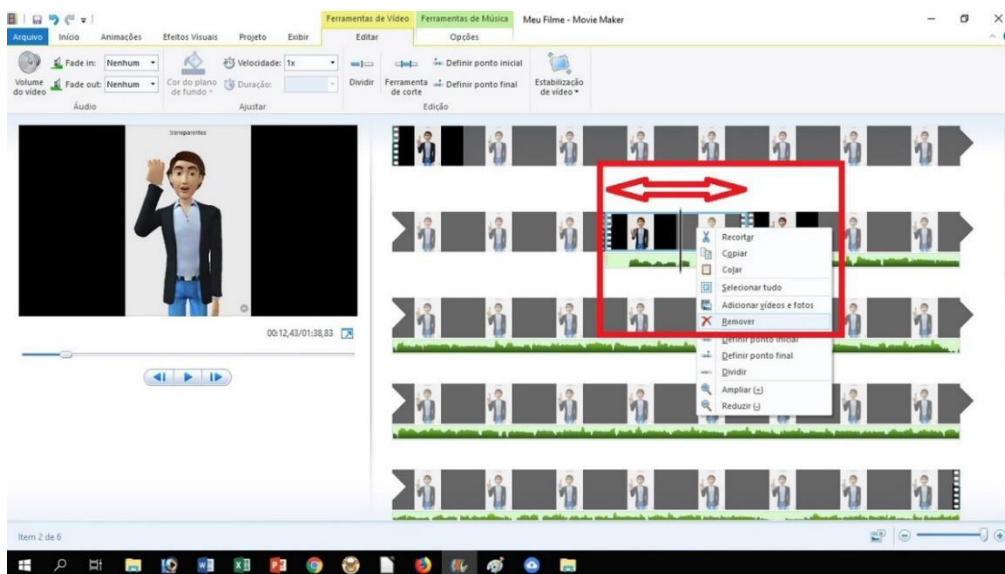 Ferramentas de Vídeo Ferramentas de Música Meu Filme - Movie Maker
Arquivo Início Animações Efeitos Visuais Projeto Exibir Editar Opções
Volume do vídeo
Fade in: Nenhum
Fade out: Nenhum
Áudio
Cor do plano de fundo
Velocidade: 1x
Duração:
Ajustar
Dividir
Ferramenta de corte
Definir ponto inicial
Definir ponto final
Edição
Estabilização de vídeo
transparentes
00:12,43/01:38,83
Recortar
Copiar
Colar
Selecionar tudo
Adicionar vídeos e fotos
Remover
Definir ponto inicial
Definir ponto final
Dividir
Ampliar (+)
Reduzir (-)
Item 2 de 6